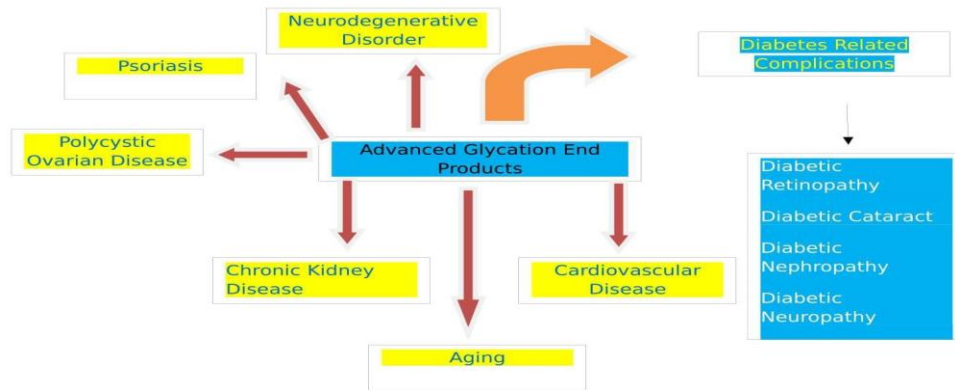 Neurodegenerative
Disorder
Diabetes Related
Complications
Psoriasis
Polycystic
Ovarian Disease
Advanced Glycation End
Products
Diabetic
Retinopathy
Diabetic Cataract
Diabetic
Nephropathy
Diabetic
Neuropathy
Chronic Kidney
Disease
Cardiovascular
Disease
Aging